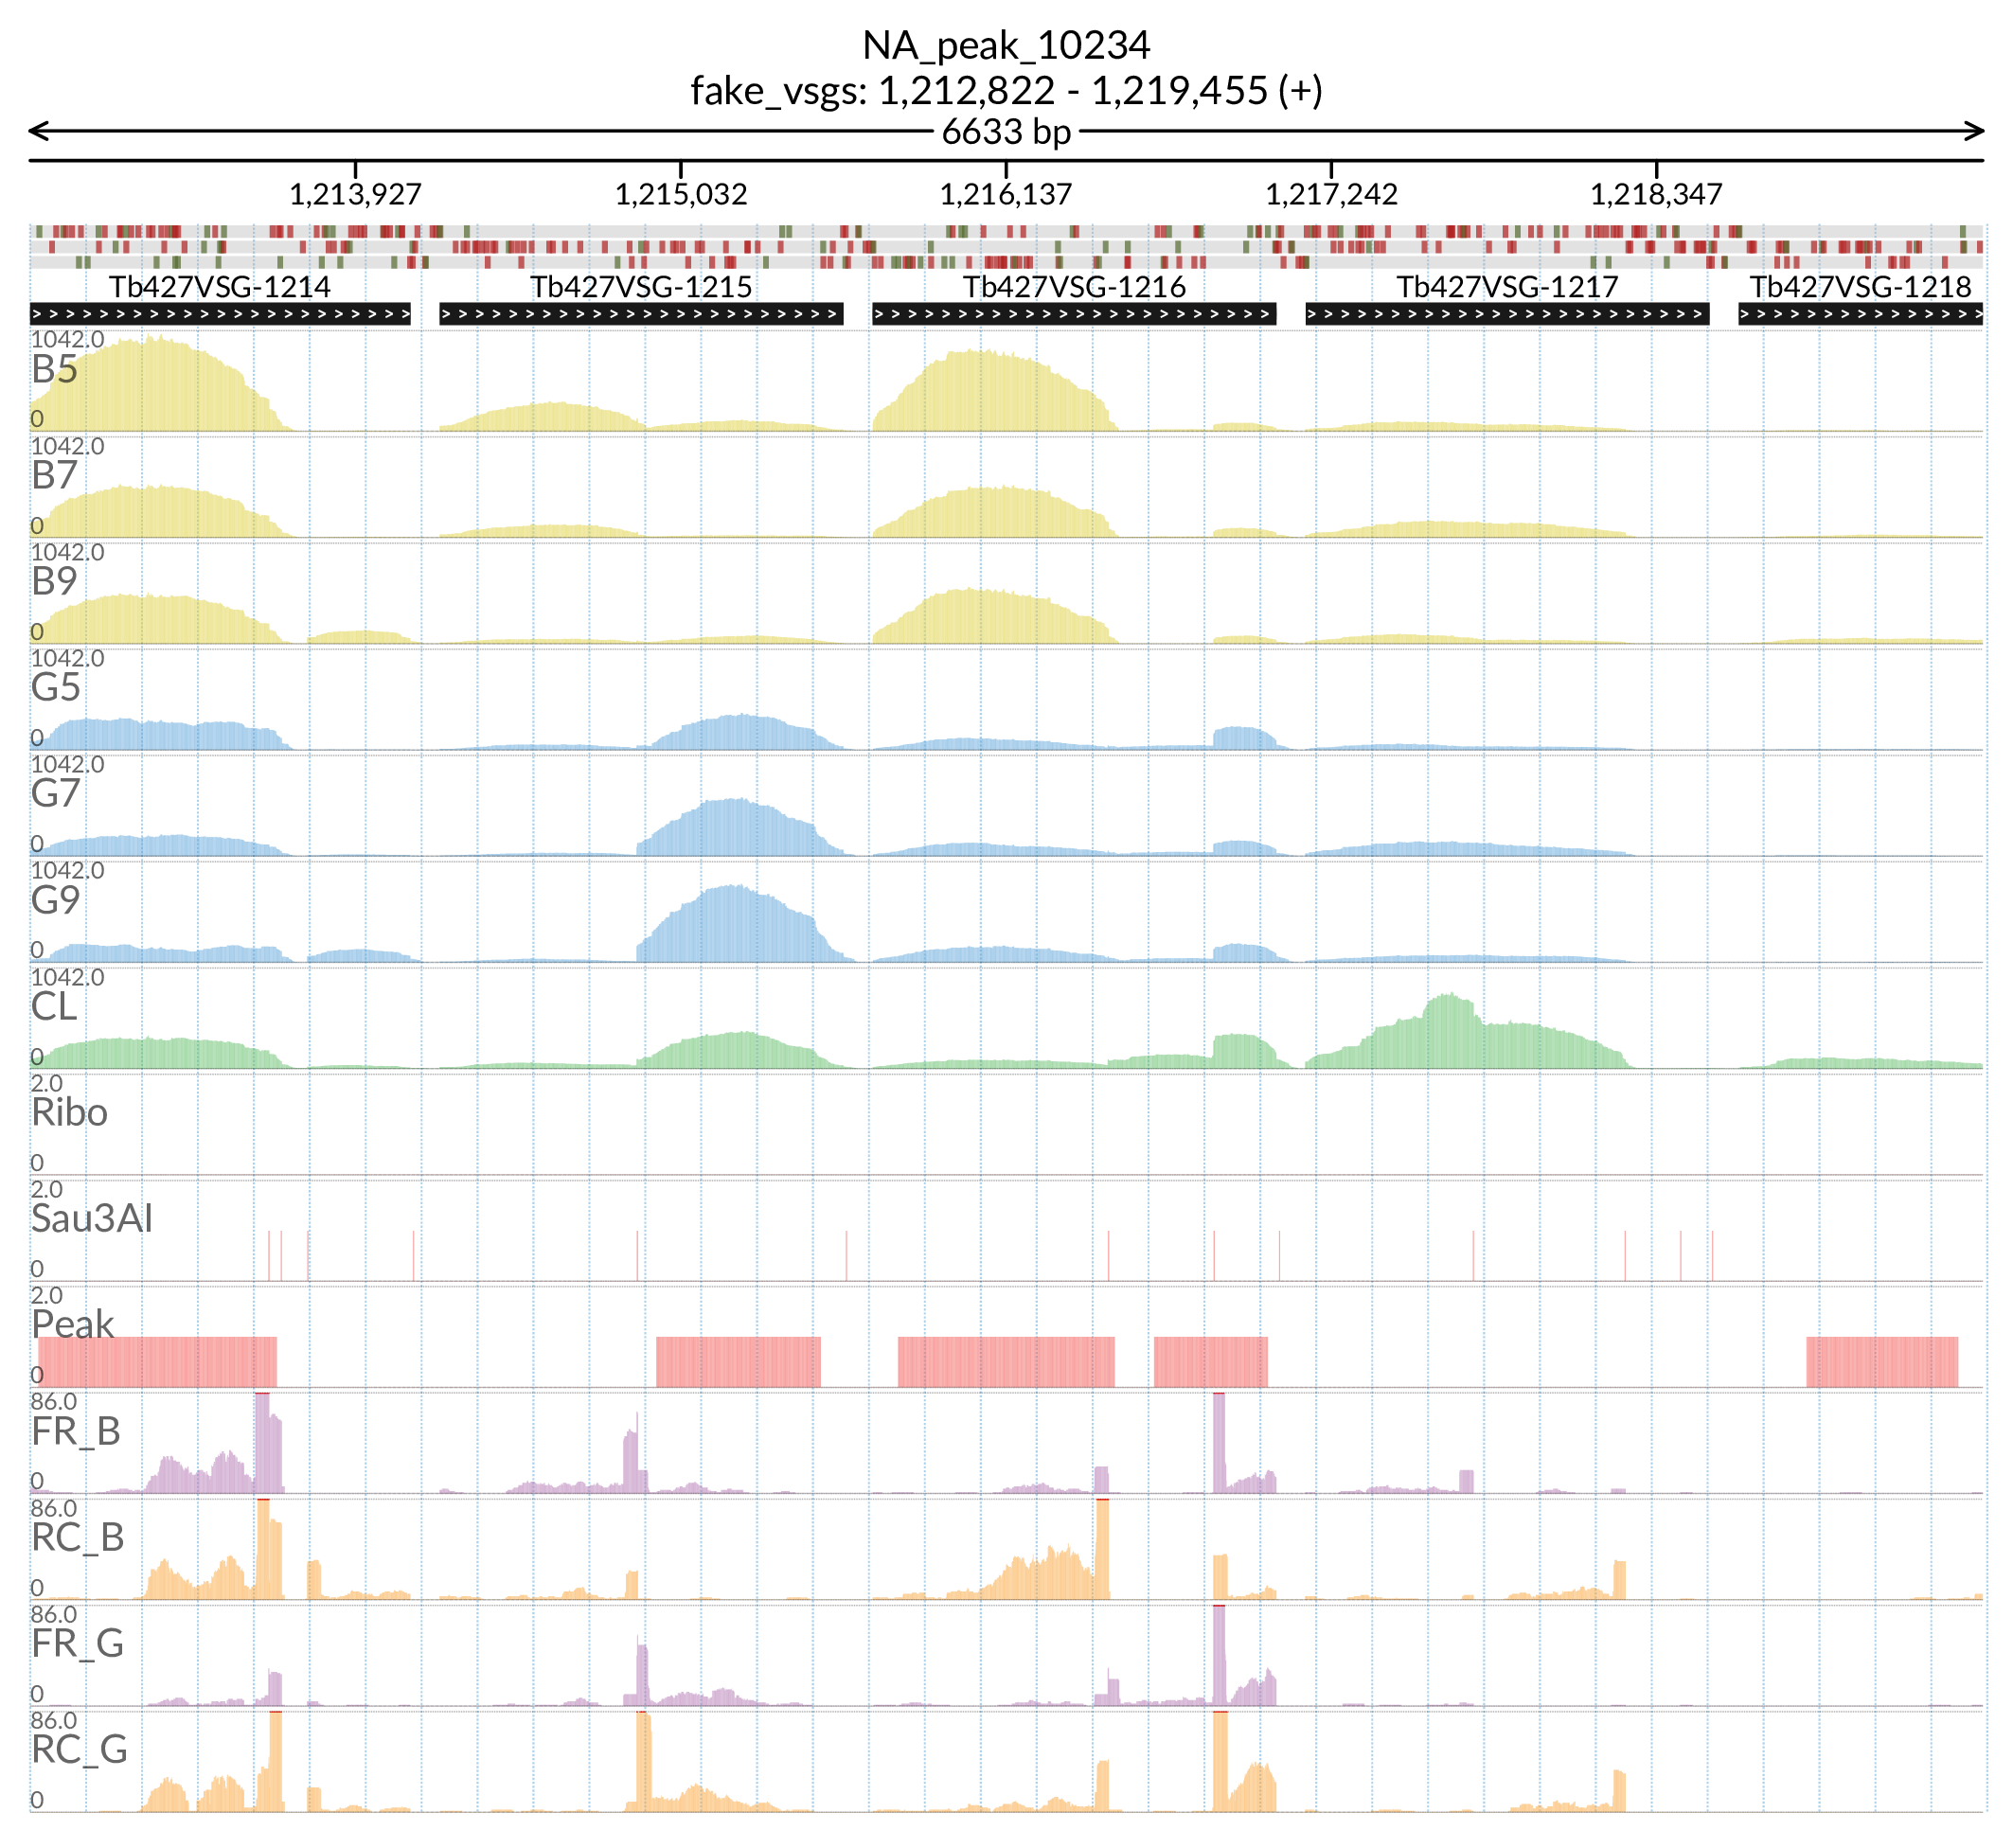 NA_peak_10234
fake_vsgs: 1,212,822 - 1,219,455 (+)
6633 bp
1,213,927 1,215,032 1,216,137 1,217,242 1,218,347
Tb427VSG-1214 Tb427VSG-1215 Tb427VSG-1216 Tb427VSG-1217 Tb427VSG-1218
1042.0
B5
0
1042.0
B7
0
1042.0
B9
0
1042.0
G5
0
1042.0
G7
0
1042.0
G9
0
1042.0
CL
0
2.0
Ribo
0
2.0
Sau3AI
0
2.0
Peak
0
86.0
FR_B
0
86.0
RC_B
0
86.0
FR_G
0
86.0
RC_G
0